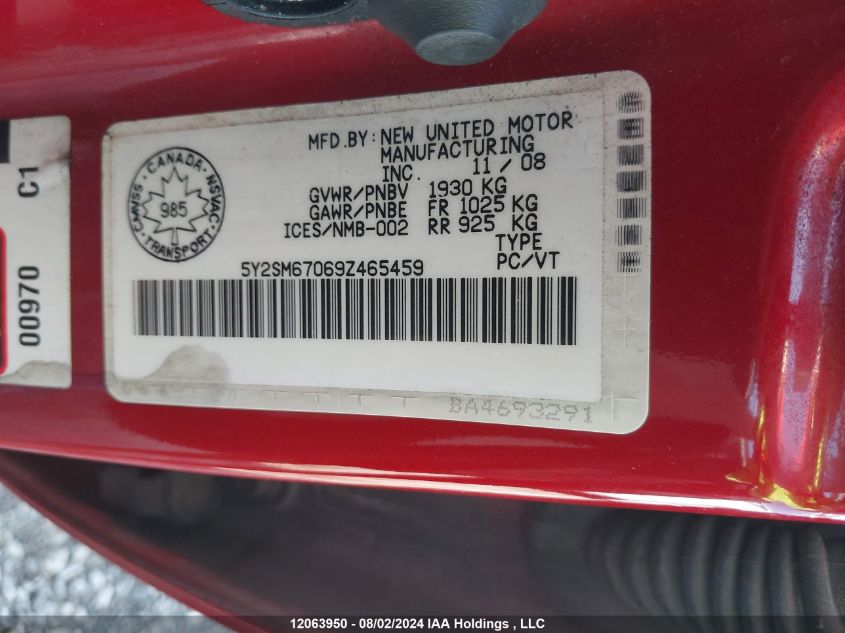 MFD.BY: NEW UNITED MOTOR
MANUFACTURING
INC. 11/08
GVWR/PNBV 1930 KG
GAWR/PNBE FR 1025 KG
ICES/NMB-002 RR 925 KG
TYPE
PC/VT
CANADA
CMVSS 985 NSVAC
TRANSPORT
5Y2SM67069Z465459
BA4693291
00970 C1
12063950 - 08/02/2024 IAA Holdings , LLC